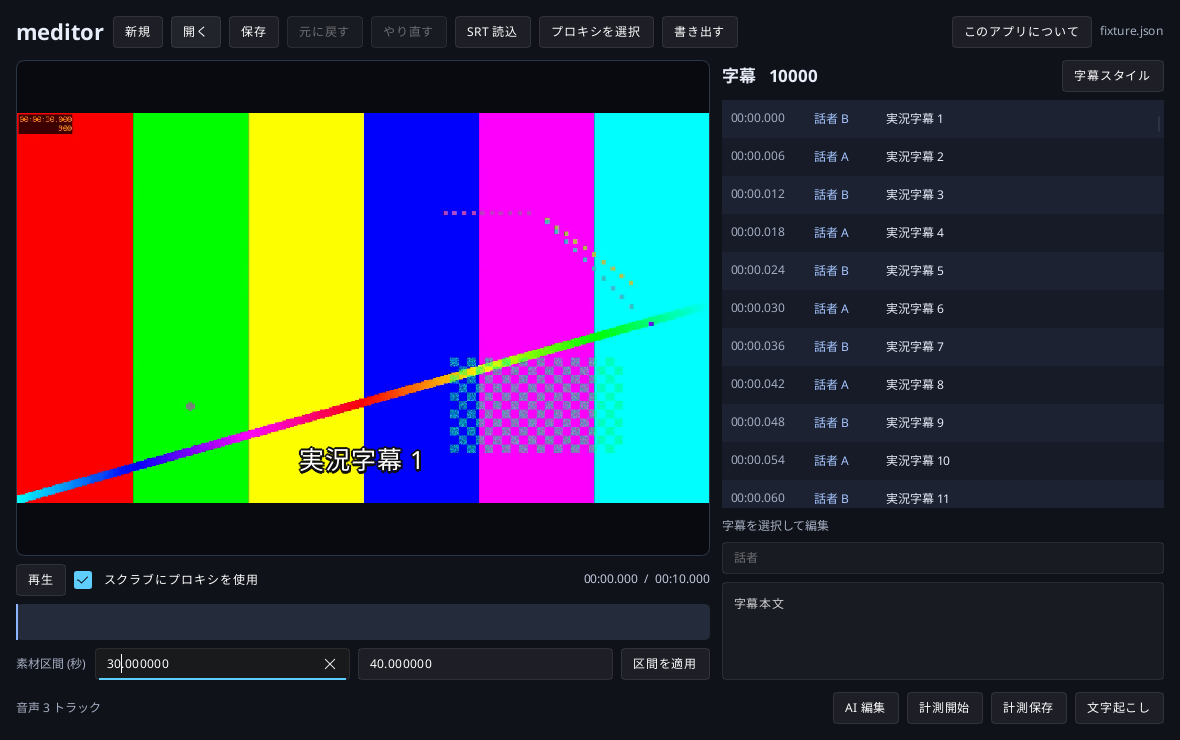 meditor 新規 開く 保存 元に戻す やり直す SRT 読込 プロキシを選択 書き出す このアプリについて fixture.json
字幕 10000 字幕スタイル
900
00:00.000 話者 B 実況字幕 1
00:00.006 話者 A 実況字幕 2
00:00.012 話者 B 実況字幕 3
00:00.018 話者 A 実況字幕 4
00:00.024 話者 B 実況字幕 5
00:00.030 話者 A 実況字幕 6
00:00.036 話者 B 実況字幕 7
00:00.042 話者 A 実況字幕 8
00:00.048 話者 B 実況字幕 9
00:00.054 話者 A 実況字幕 10
00:00.060 話者 B 実況字幕 11
実況字幕 1
字幕を選択して編集
話者
字幕本文
再生 スクラブにプロキシを使用 00:00.000 / 00:10.000
素材区間 (秒) 30.000000 40.000000 区間を適用
音声 3 トラック AI 編集 計測開始 計測保存 文字起こし